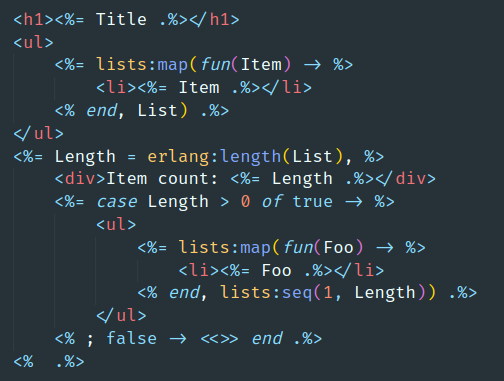 <h1><%= Title .%></h1>
<ul>
    <%= lists:map(fun(Item) -> %>
        <li><%= Item .%></li>
    <% end, List) .%>
</ul>
<%= Length = erlang:length(List), %>
    <div>Item count: <%= Length .%></div>
    <%= case Length > 0 of true -> %>
        <ul>
            <%= lists:map(fun(Foo) -> %>
                <li><%= Foo .%></li>
            <% end, lists:seq(1, Length)) .%>
        </ul>
    <% ; false -> <<>> end .%>
<%  .%>